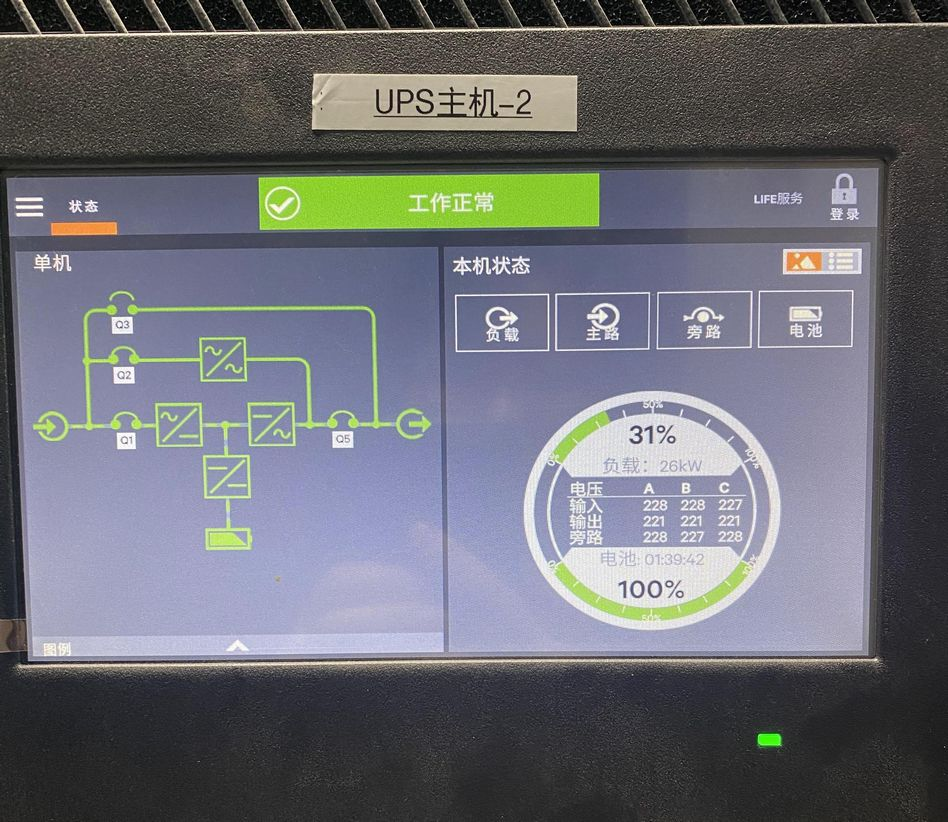 UPS主机-2
状态
工作正常
LIFE服务
登录
单机
Q3
Q2
Q1
Q5
图例
本机状态
负载
主路
旁路
电池
0%
50%
100%
31%
负载: 26kW
电压 A B C
输入 228 228 227
输出 221 221 221
旁路 228 227 228
电池: 01:39:42
100%
0%
50%
100%